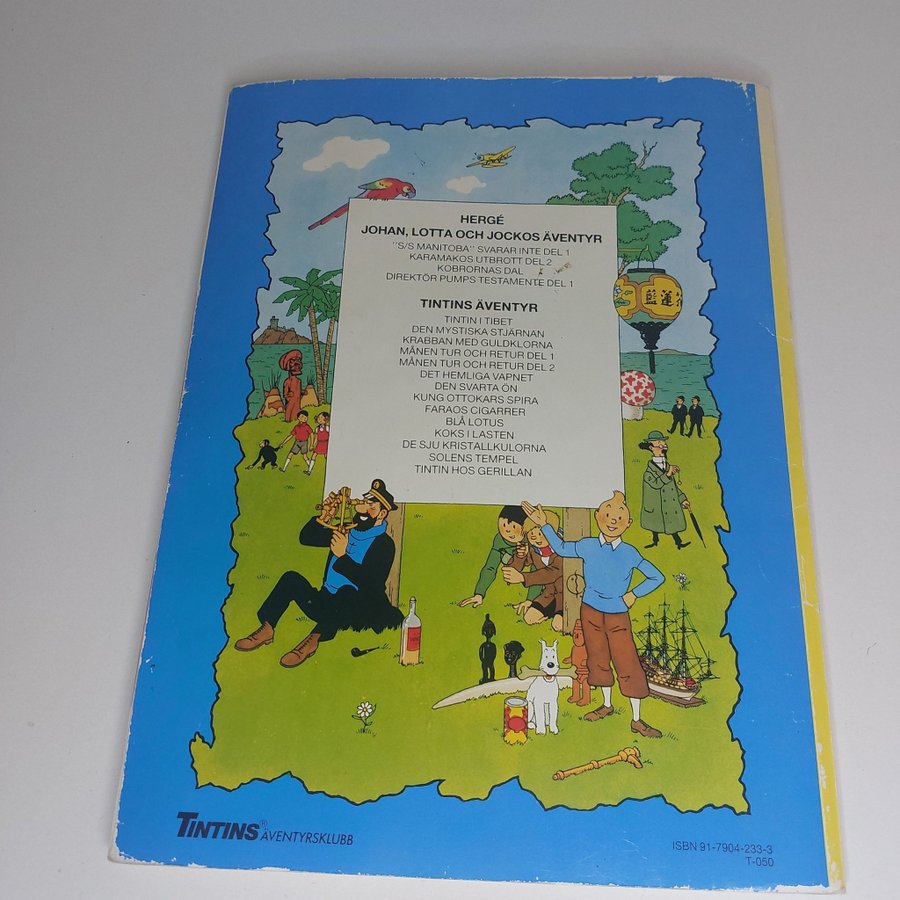 HERGÉ
JOHAN, LOTTA OCH JOCKOS ÄVENTYR
"S/S MANITOBA" SVARAR INTE DEL 1
KARAMAKOS UTBROTT DEL 2
KOBRORNAS DAL
DIREKTÖR PUMPS TESTAMENTE DEL 1
TINTINS ÄVENTYR
TINTIN I TIBET
DEN MYSTISKA STJÄRNAN
KRABBAN MED GULDKLORNA
MÅNEN TUR OCH RETUR DEL 1
MÅNEN TUR OCH RETUR DEL 2
DET HEMLIGA VAPNET
DEN SVARTA ÖN
KUNG OTTOKARS SPIRA
FARAOS CIGARRER
BLÅ LOTUS
KOKS I LASTEN
DE SJU KRISTALLKULORNA
SOLENS TEMPEL
TINTIN HOS GERILLAN
藍蓮
TINTINS®
ÄVENTYRSKLUBB
ISBN 91-7904-233-3
T-050